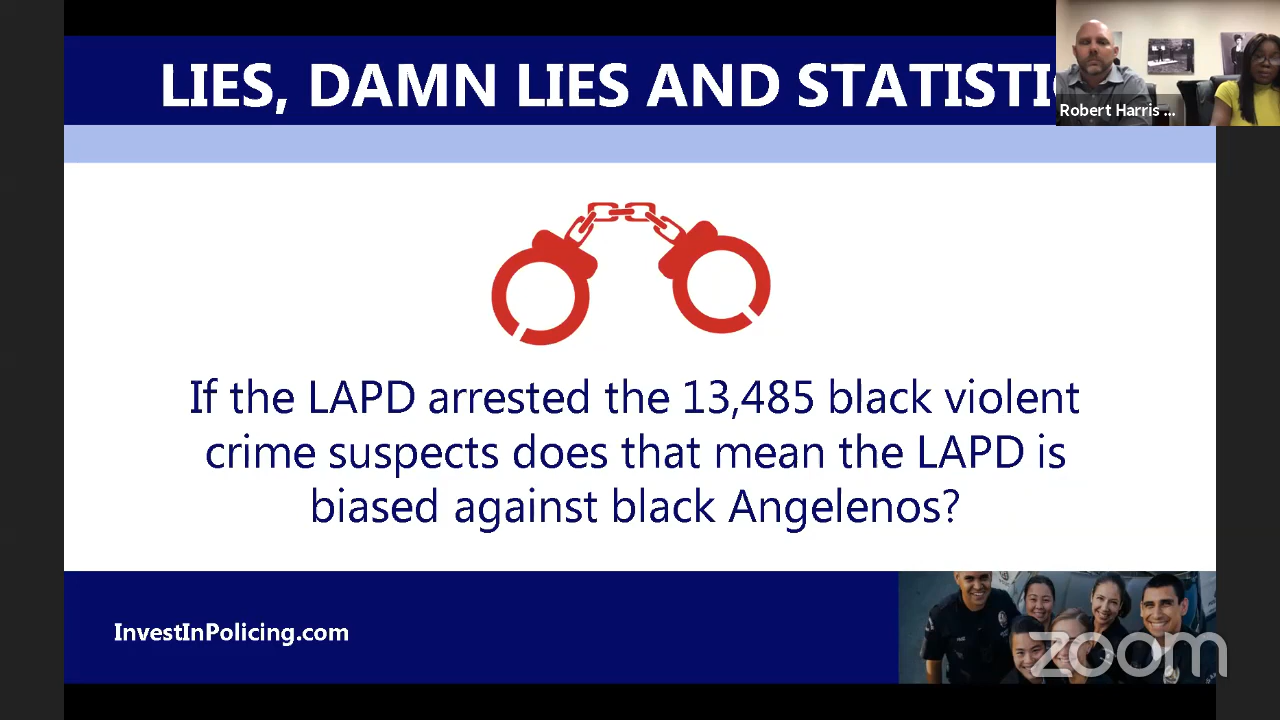 LIES, DAMN LIES AND STATISTI
Robert Harris ...
If the LAPD arrested the 13,485 black violent
crime suspects does that mean the LAPD is
biased against black Angelenos?
InvestInPolicing.com
zoom